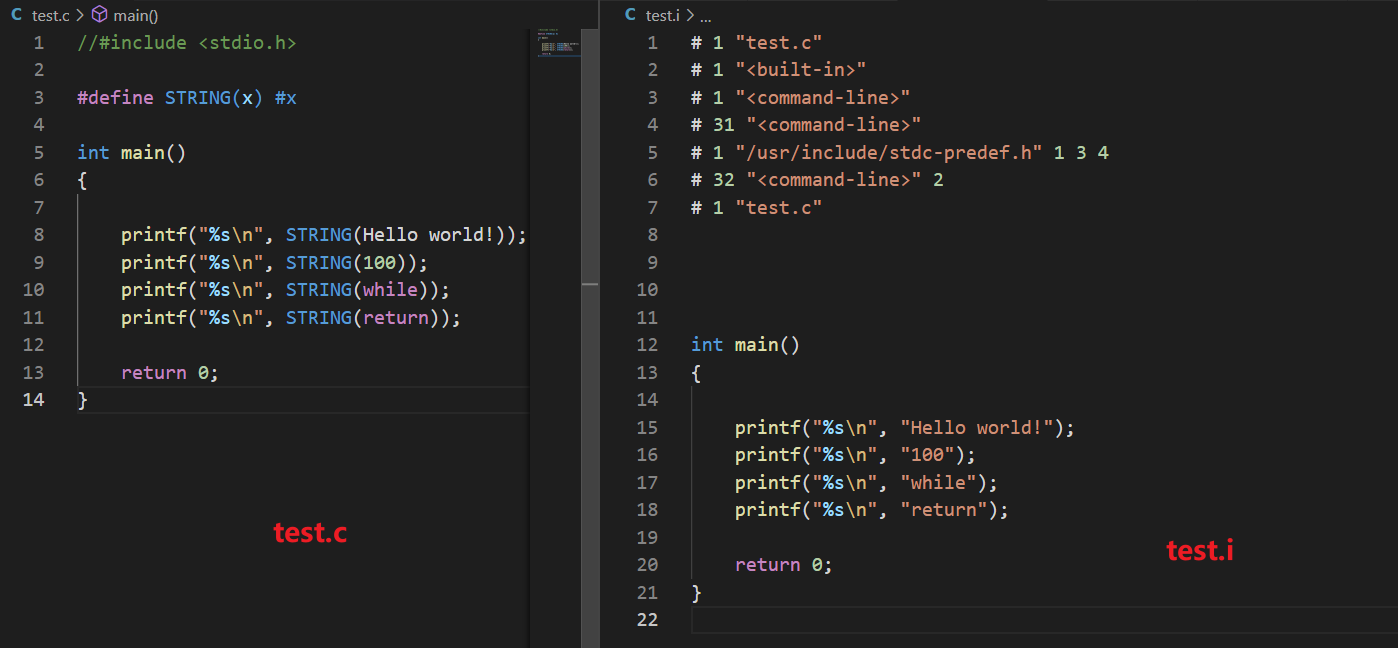 test.c > main()
1 //#include <stdio.h>
2
3 #define STRING(x) #x
4
5 int main()
6 {
7
8     printf("%s\n", STRING(Hello world!));
9     printf("%s\n", STRING(100));
10     printf("%s\n", STRING(while));
11     printf("%s\n", STRING(return));
12
13     return 0;
14 }
test.c
test.i > ...
1 # 1 "test.c"
2 # 1 "<built-in>"
3 # 1 "<command-line>"
4 # 31 "<command-line>"
5 # 1 "/usr/include/stdc-predef.h" 1 3 4
6 # 32 "<command-line>" 2
7 # 1 "test.c"
8
9
10
11
12 int main()
13 {
14
15     printf("%s\n", "Hello world!");
16     printf("%s\n", "100");
17     printf("%s\n", "while");
18     printf("%s\n", "return");
19
20     return 0;
21 }
22
test.i